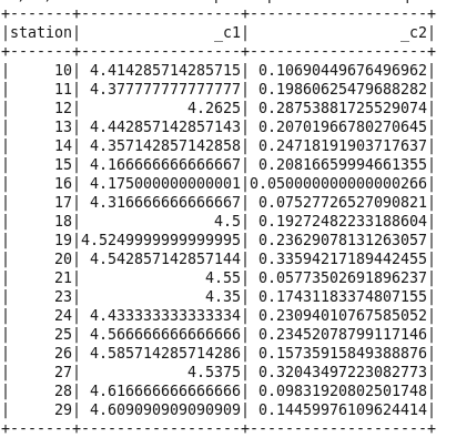 +-------+------------------+--------------------+
|station|               _c1|                 _c2|
+-------+------------------+--------------------+
|     10| 4.414285714285715| 0.10690449676496962|
|     11| 4.377777777777777| 0.19860625479688282|
|     12|            4.2625| 0.28753881725529074|
|     13| 4.442857142857143| 0.20701966780270645|
|     14| 4.357142857142858| 0.24718191903717637|
|     15| 4.166666666666667| 0.20816659994661355|
|     16| 4.175000000000001|0.050000000000000266|
|     17| 4.316666666666667| 0.07527726527090821|
|     18|               4.5| 0.19272482233188604|
|     19|4.5249999999999995| 0.23629078131263057|
|     20| 4.542857142857144| 0.33594217189442455|
|     21|              4.55| 0.05773502691896237|
|     23|              4.35| 0.17431183374807155|
|     24| 4.433333333333334| 0.23094010767585052|
|     25| 4.566666666666666| 0.23452078799117146|
|     26| 4.585714285714286| 0.15735915849388876|
|     27|            4.5375| 0.32043497223082773|
|     28| 4.616666666666666| 0.09831920802501748|
|     29| 4.609090909090909| 0.14459976109624414|
+-------+------------------+--------------------+